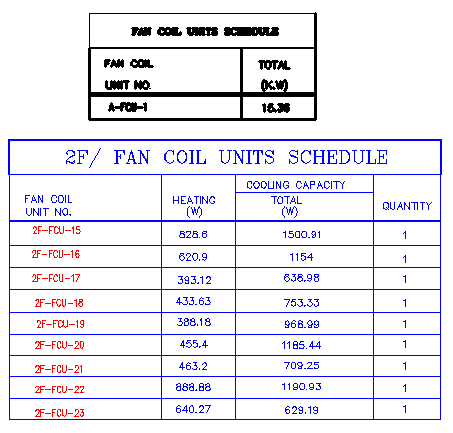 FAN COIL UNITS SCHEDULE
FAN COIL UNIT NO. TOTAL (K.W)
A-FCU-1 15.36
2F/ FAN COIL UNITS SCHEDULE
FAN COIL UNIT NO. HEATING (W) COOLING CAPACITY TOTAL (W) QUANTITY
2F-FCU-15 828.6 1500.91 1
2F-FCU-16 620.9 1154 1
2F-FCU-17 393.12 638.98 1
2F-FCU-18 433.63 753.33 1
2F-FCU-19 388.18 968.99 1
2F-FCU-20 455.4 1185.44 1
2F-FCU-21 463.2 709.25 1
2F-FCU-22 888.88 1190.93 1
2F-FCU-23 640.27 629.19 1